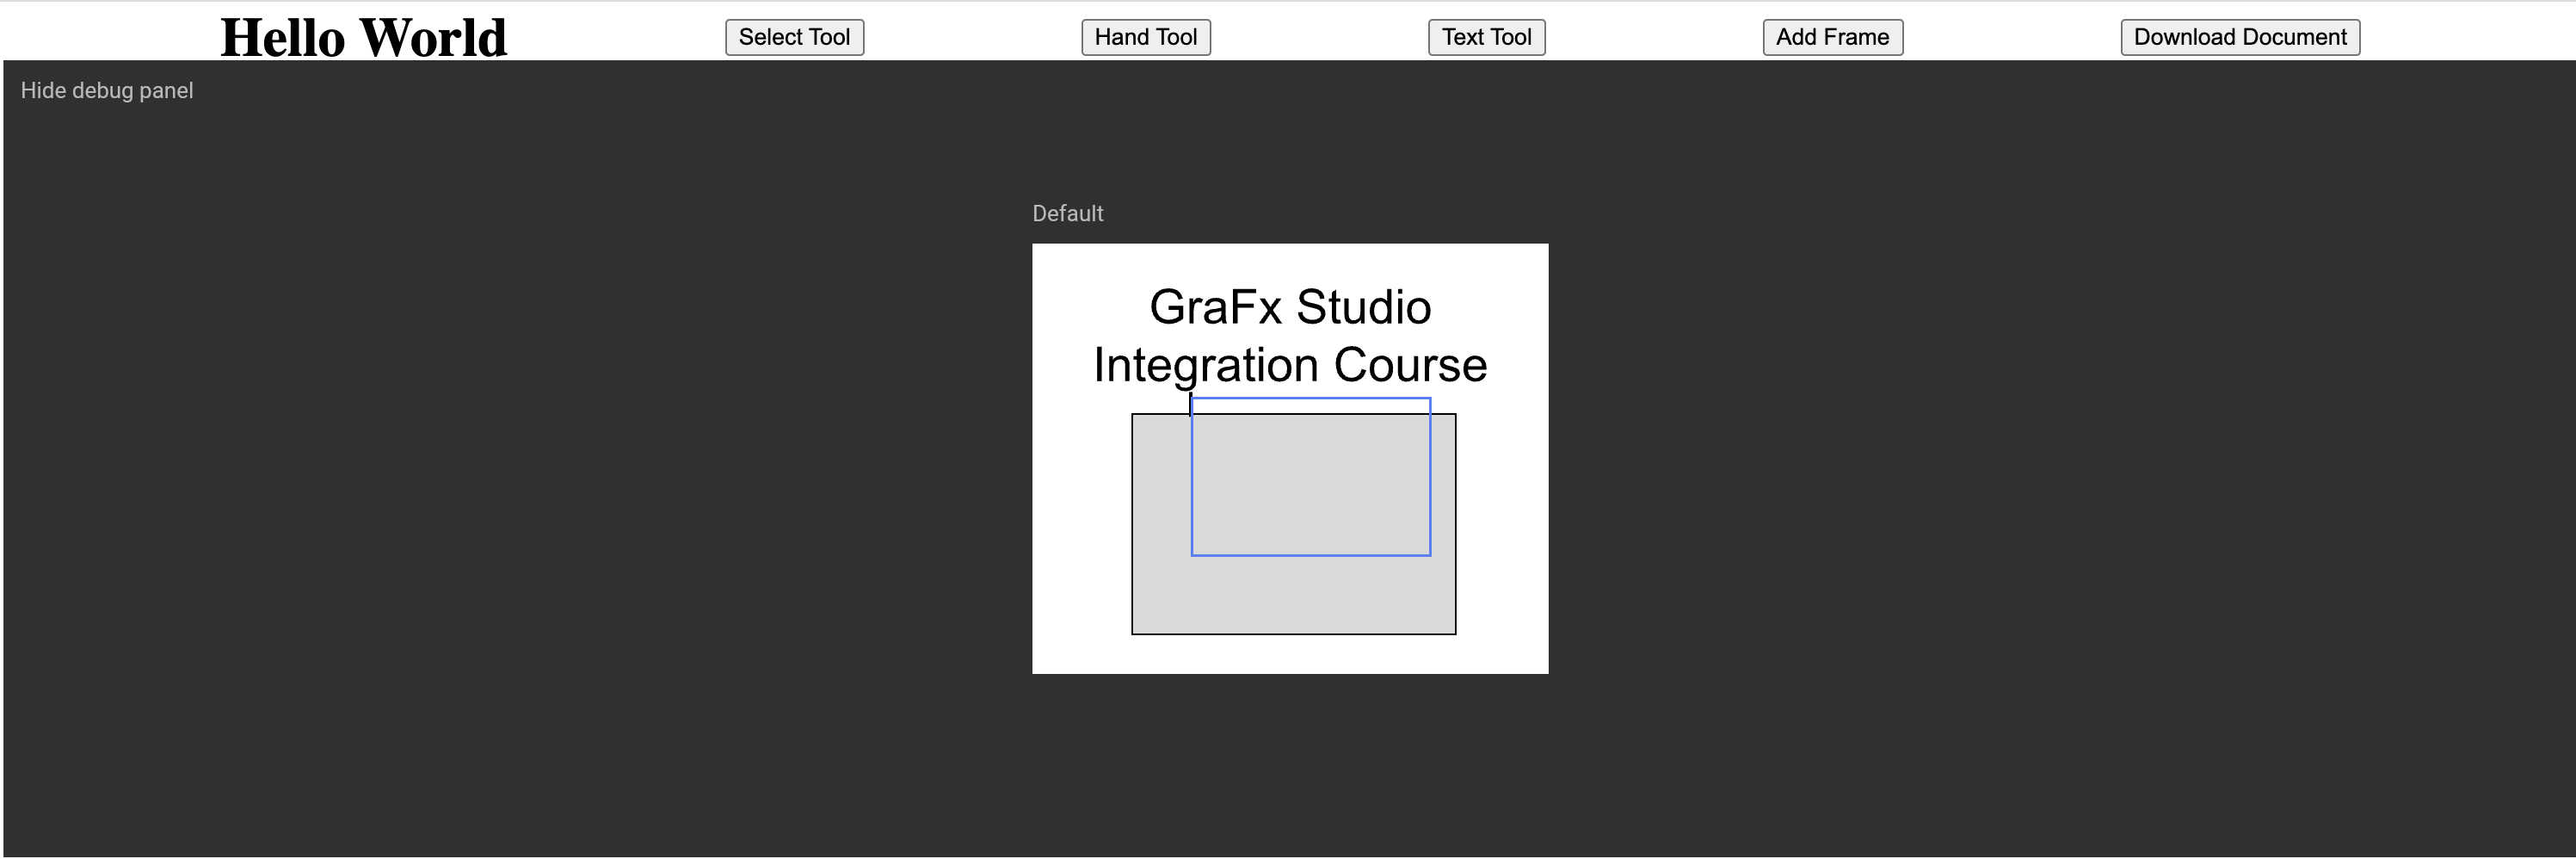 Hello World
Select Tool
Hand Tool
Text Tool
Add Frame
Download Document
Hide debug panel
Default
GraFx Studio
Integration Course